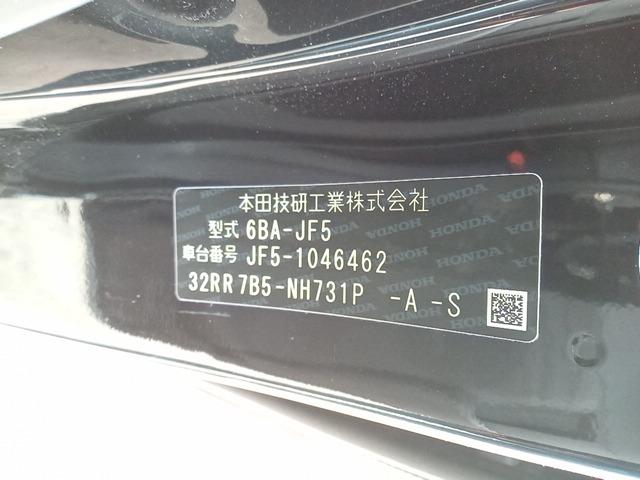 本田技研工業株式会社
型式 6BA-JF5
車台番号 JF5-1046462
32RR 7B5-NH731P -A -S